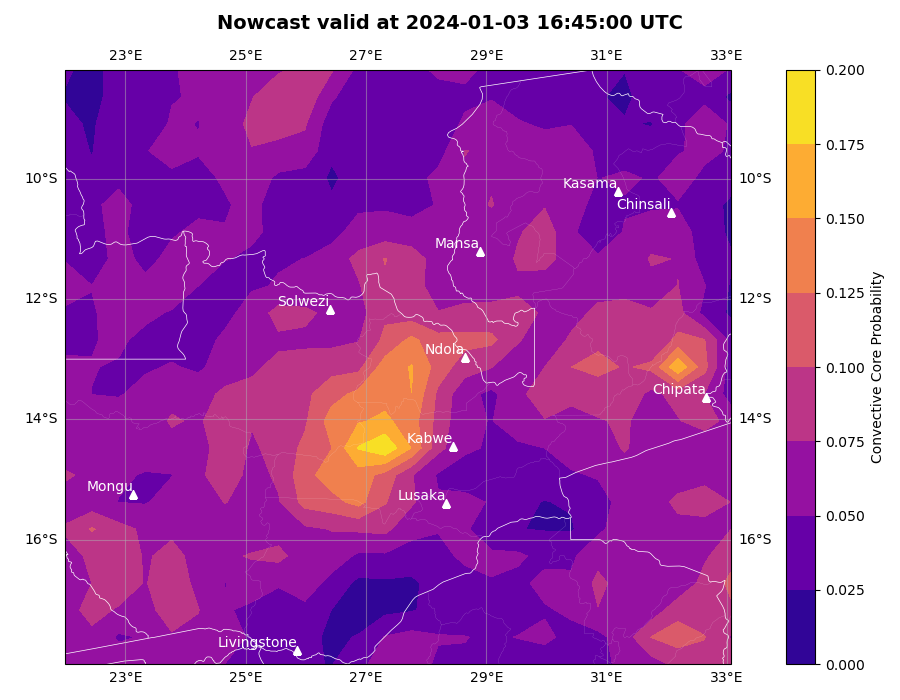 Nowcast valid at 2024-01-03 16:45:00 UTC
23°E 25°E 27°E 29°E 31°E 33°E
0.200
0.175
10°S 10°S
Kasama
Chinsali
0.150
Mansa
12°S 12°S
Solwezi
0.125
Ndola
Chipata
0.100
14°S 14°S
Kabwe
0.075
Mongu
Lusaka
0.050
16°S 16°S
0.025
Livingstone
0.000
23°E 25°E 27°E 29°E 31°E 33°E
Convective Core Probability